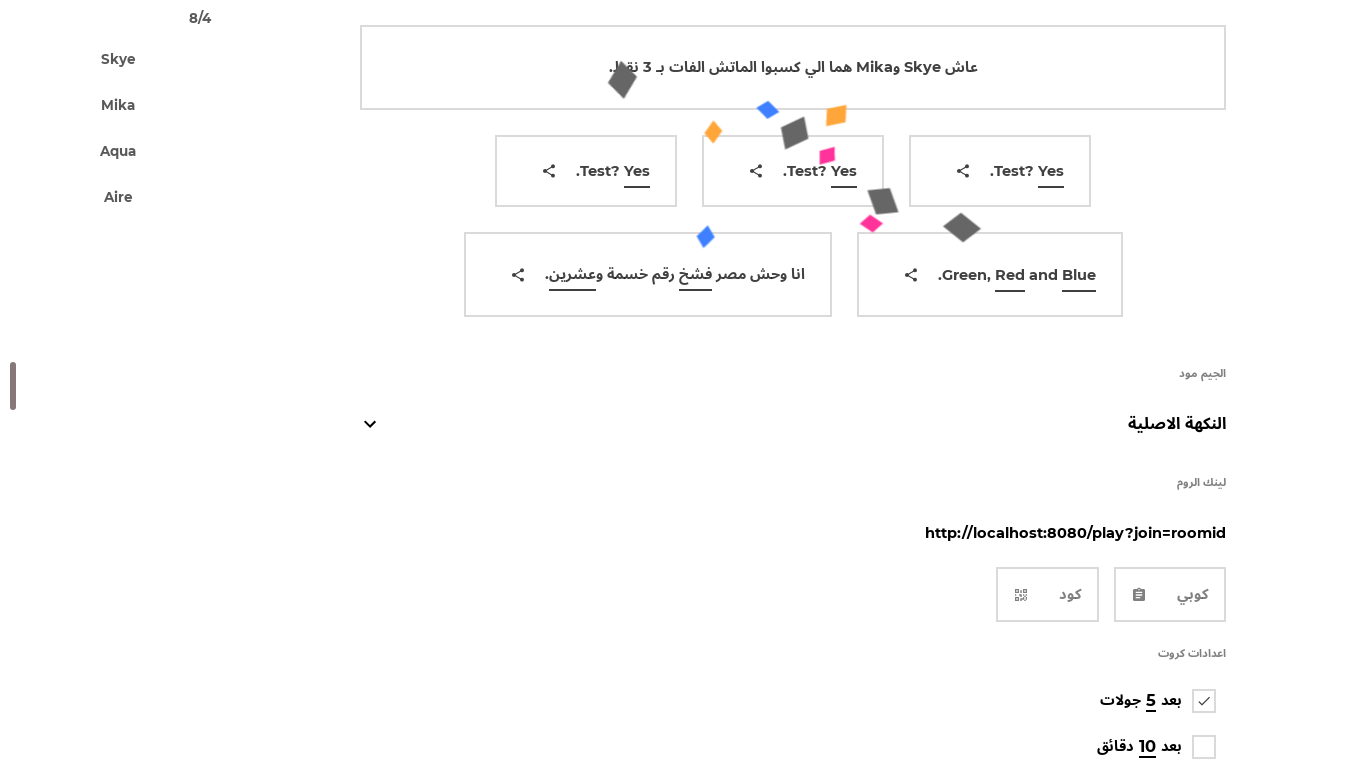 8/4
Skye
Mika
Aqua
Aire
عاش Skye وMika هما الي كسبوا الماتش الفات بـ 3 نقط.
Test? Yes.
Test? Yes.
Test? Yes.
Green, Red and Blue.
انا وحش مصر فشخ رقم خسمة وعشرين.
الجيم مود
النكهة الاصلية
لينك الروم
http://localhost:8080/play?join=roomid
كوبي
كود
اعدادات كروت
بعد 5 جولات
بعد 10 دقائق